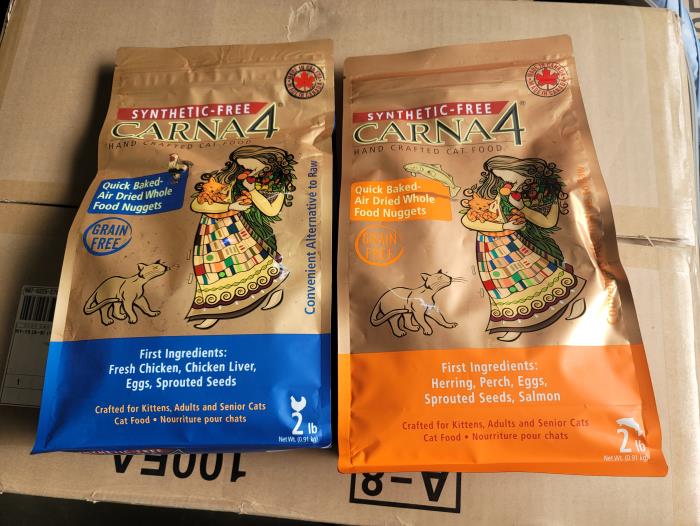 SYNTHETIC-FREE
CARNA4®
HAND CRAFTED CAT FOOD
Quick Baked-
Air Dried Whole
Food Nuggets
GRAIN
FREE
Convenient Alternative to Raw
First Ingredients:
Fresh Chicken, Chicken Liver,
Eggs, Sprouted Seeds
Crafted for Kittens, Adults and Senior Cats
Cat Food • Nourriture pour chats
2 lb
Net Wt. (0.91 kg)
SYNTHETIC-FREE
CARNA4®
HAND CRAFTED CAT FOOD
Quick Baked-
Air Dried Whole
Food Nuggets
GRAIN
FREE
First Ingredients:
Herring, Perch, Eggs,
Sprouted Seeds, Salmon
Crafted for Kittens, Adults and Senior Cats
Cat Food • Nourriture pour chats
2 lb
Net Wt. (0.91 kg)
SYNTHETIC-FREE
A-8